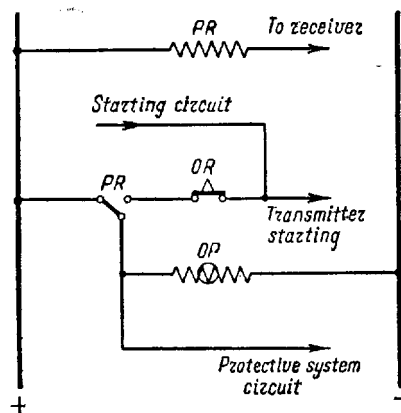 PR
To receiver
Starting circuit
PR
OR
Transmitter
starting
OP
Protective system
circuit
+
-